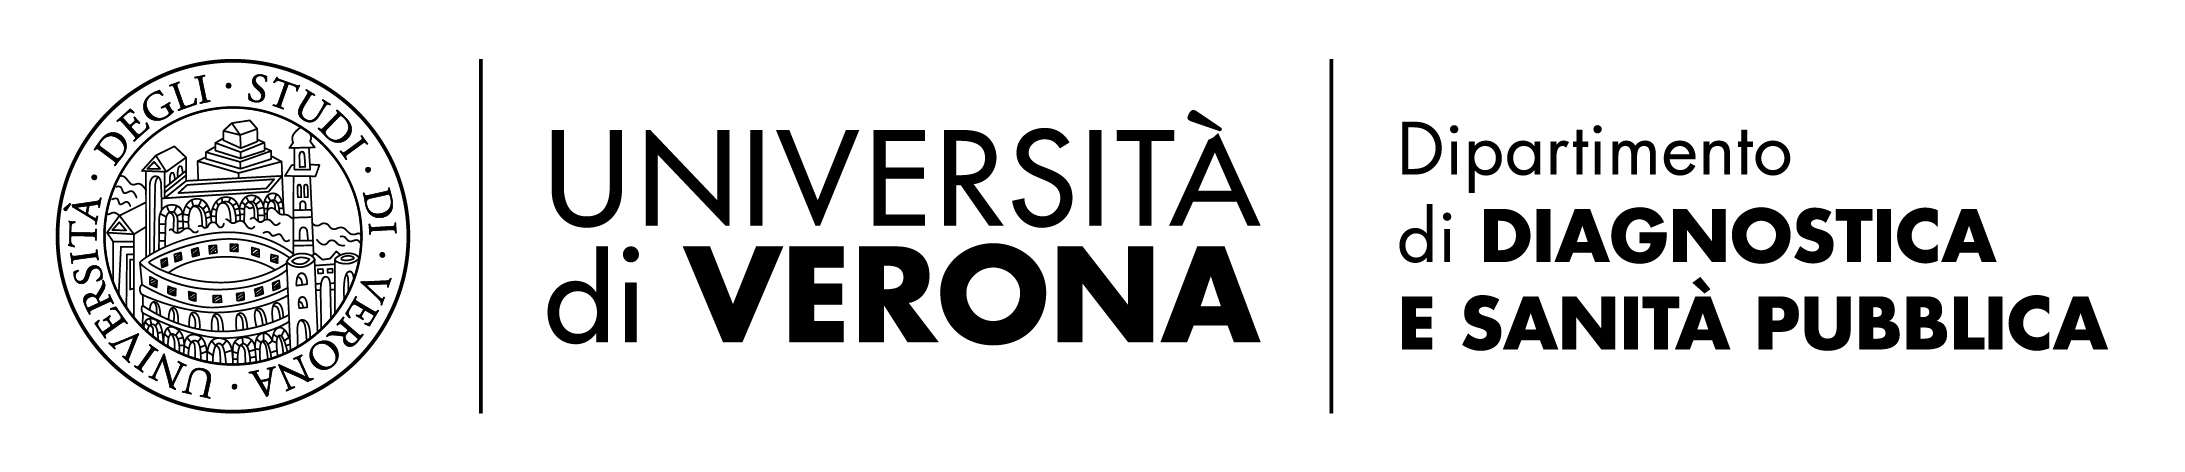 UNIVERSITÀ · DEGLI · STUDI · DI · VERONA ·
UNIVERSITÀ
di VERONA
Dipartimento
di DIAGNOSTICA
E SANITÀ PUBBLICA